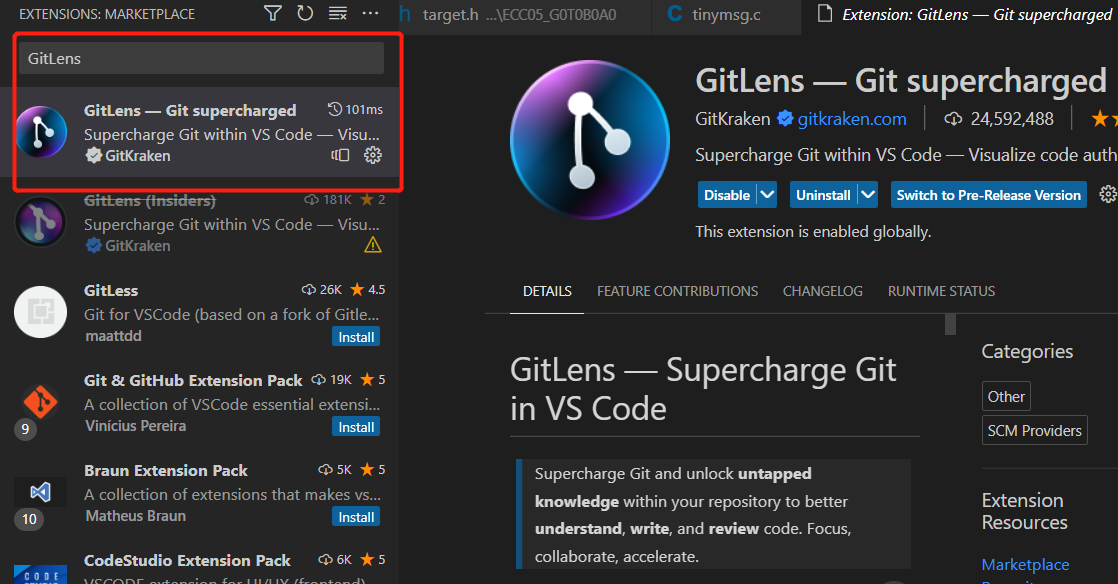 EXTENSIONS: MARKETPLACE
GitLens
GitLens — Git supercharged 101ms
Supercharge Git within VS Code — Visu...
GitKraken
GitLens (Insiders) 181K 2
Supercharge Git within VS Code — Visu...
GitKraken
GitLess 26K 4.5
Git for VSCode (based on a fork of Gitle...
maattdd
Install
Git & GitHub Extension Pack 19K 5
A collection of VSCode essential extensi...
9
Vinícius Pereira
Install
Braun Extension Pack 5K 5
A collection of extensions that makes vs...
10
Matheus Braun
Install
CodeStudio Extension Pack 6K 5
CODE
VSCODE extension for UI/UX (frontend)
h target.h ...\ECC05_G0T0B0A0
C tinymsg.c
Extension: GitLens — Git supercharged
GitLens — Git supercharged
GitKraken gitkraken.com 24,592,488
Supercharge Git within VS Code — Visualize code auth
Disable
Uninstall
Switch to Pre-Release Version
This extension is enabled globally.
DETAILS FEATURE CONTRIBUTIONS CHANGELOG RUNTIME STATUS
GitLens — Supercharge Git
in VS Code
Supercharge Git and unlock untapped
knowledge within your repository to better
understand, write, and review code. Focus,
collaborate, accelerate.
Categories
Other
SCM Providers
Extension
Resources
Marketplace